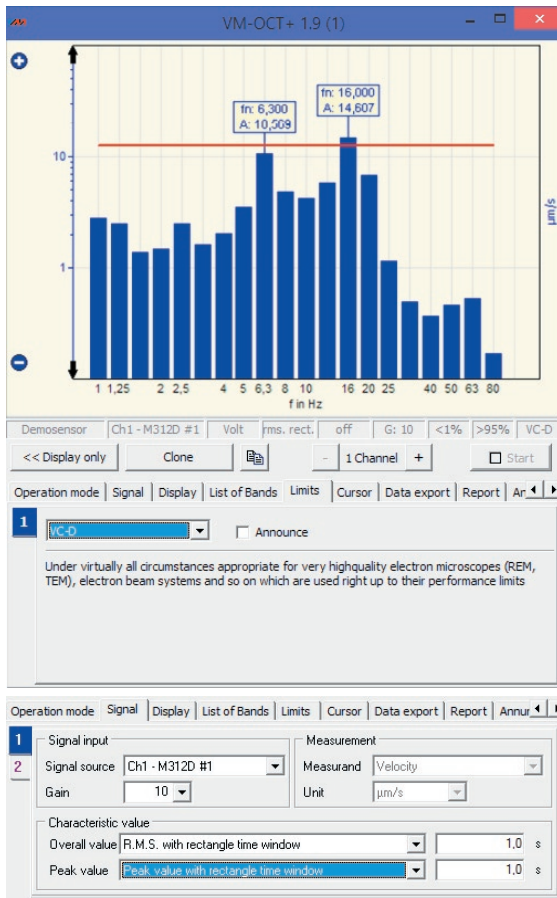 VM-OCT+ 1.9 (1)
fn: 6,300
A: 10,509
fn: 16,000
A: 14,607
10
1
µm/s
1 1,25 2 2,5 4 5 6,3 8 10 16 20 25 40 50 63 80
f in Hz
Demosensor Ch1 - M312D #1 Volt rms. rect. off G: 10 <1% >95% VC-D
<< Display only Clone - 1 Channel + Start
Operation mode Signal Display List of Bands Limits Cursor Data export Report
1 VC-D Announce
Under virtually all circumstances appropriate for very highquality electron microscopes (REM,
TEM), electron beam systems and so on which are used right up to their performance limits
Operation mode Signal Display List of Bands Limits Cursor Data export Report Annur
1 Signal input Measurement
2 Signal source Ch1 - M312D #1 Measurand Velocity
Gain 10 Unit µm/s
Characteristic value
Overall value R.M.S. with rectangle time window 1,0 s
Peak value Peak value with rectangle time window 1,0 s